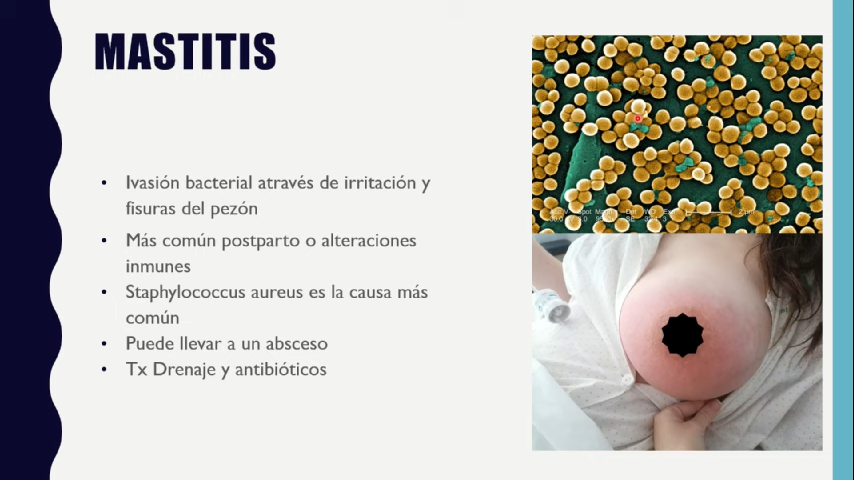 MASTITIS
• Ivasión bacterial através de irritación y
fisuras del pezón
• Más común postparto o alteraciones
inmunes
• Staphylococcus aureus es la causa más
común
• Puede llevar a un absceso
• Tx Drenaje y antibióticos